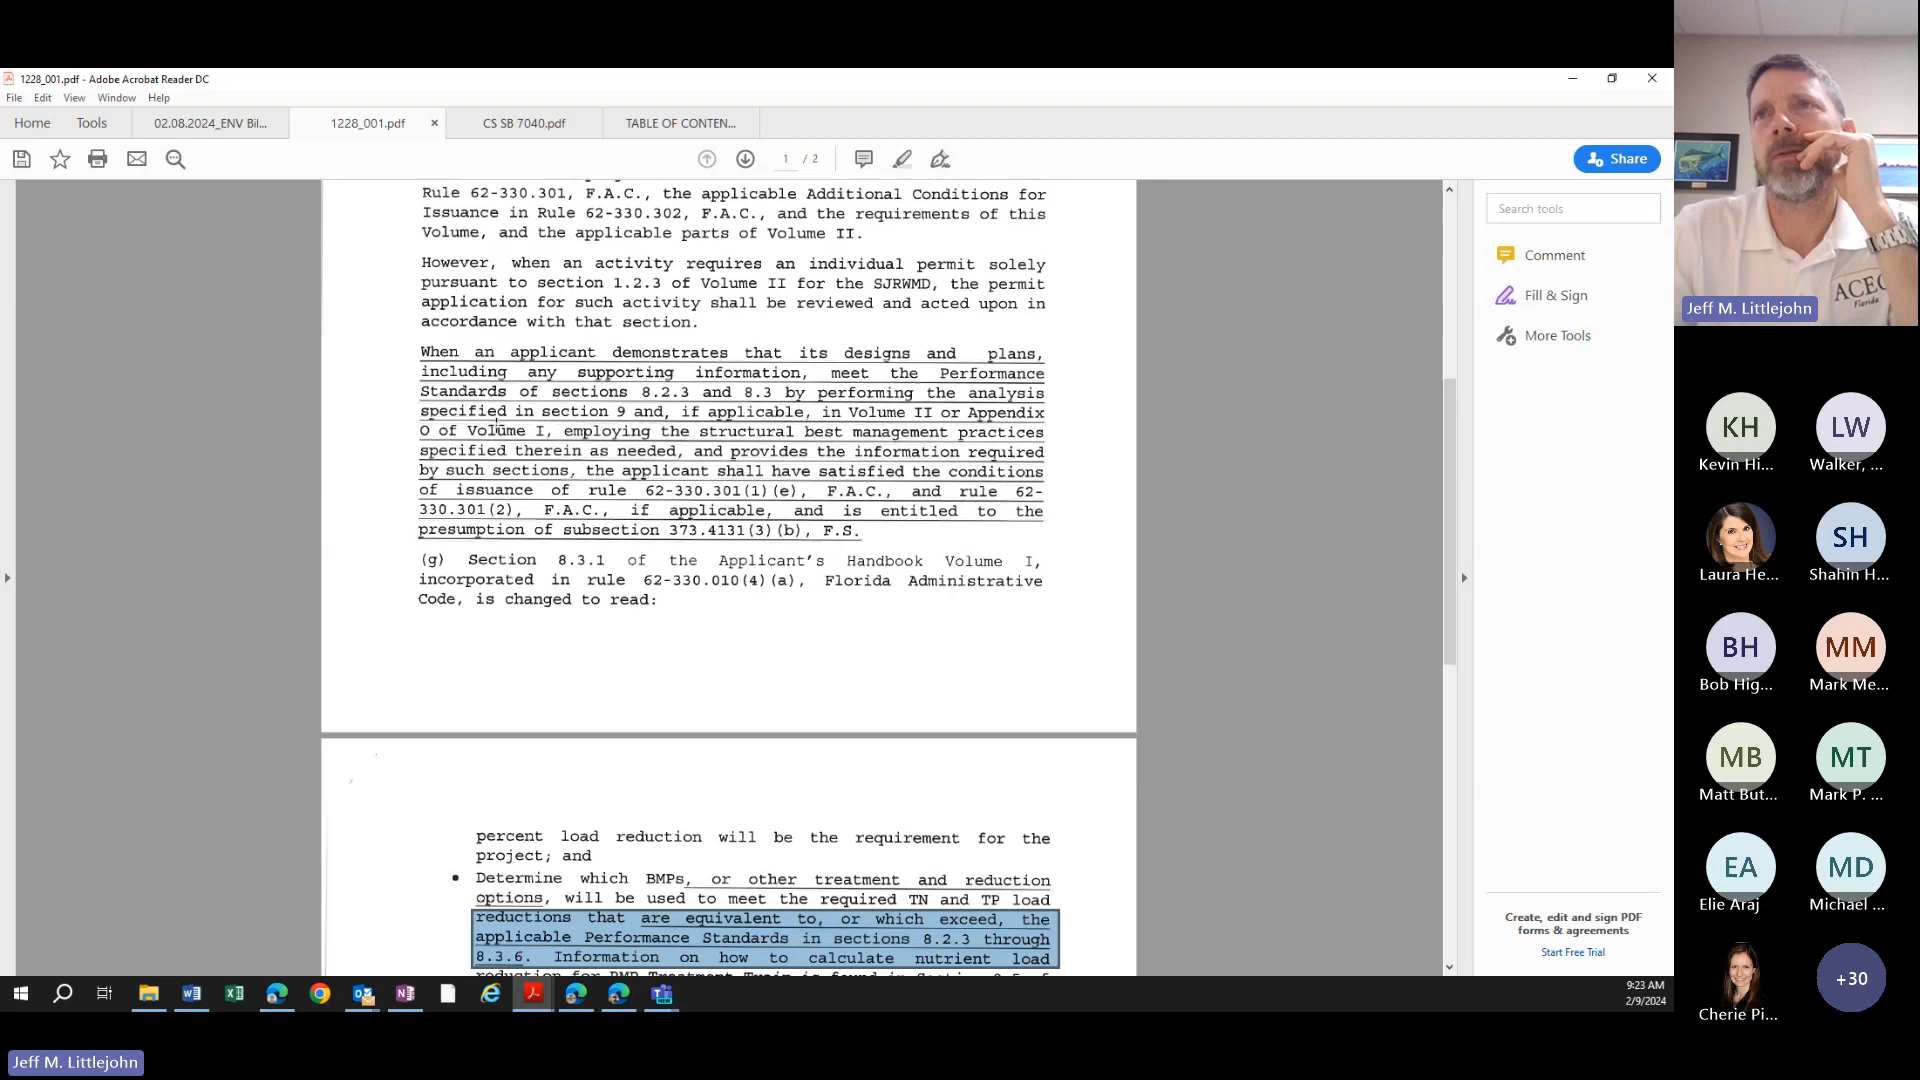 1228_001.pdf - Adobe Acrobat Reader DC
File Edit View Window Help
Home Tools 02.08.2024_ENV Bil... 1228_001.pdf × CS SB 7040.pdf TABLE OF CONTEN...
1 / 2
Share
Rule 62-330.301, F.A.C., the applicable Additional Conditions for
Issuance in Rule 62-330.302, F.A.C., and the requirements of this
Volume, and the applicable parts of Volume II.
However, when an activity requires an individual permit solely
pursuant to section 1.2.3 of Volume II for the SJRWMD, the permit
application for such activity shall be reviewed and acted upon in
accordance with that section.
When an applicant demonstrates that its designs and plans,
including any supporting information, meet the Performance
Standards of sections 8.2.3 and 8.3 by performing the analysis
specified in section 9 and, if applicable, in Volume II or Appendix
O of Volume I, employing the structural best management practices
specified therein as needed, and provides the information required
by such sections, the applicant shall have satisfied the conditions
of issuance of rule 62-330.301(1)(e), F.A.C., and rule 62-
330.301(2), F.A.C., if applicable, and is entitled to the
presumption of subsection 373.4131(3)(b), F.S.
(g) Section 8.3.1 of the Applicant's Handbook Volume I,
incorporated in rule 62-330.010(4)(a), Florida Administrative
Code, is changed to read:
percent load reduction will be the requirement for the
project; and
• Determine which BMPs, or other treatment and reduction
options, will be used to meet the required TN and TP load
reductions that are equivalent to, or which exceed, the
applicable Performance Standards in sections 8.2.3 through
8.3.6. Information on how to calculate nutrient load
Search tools
Comment
Fill & Sign
More Tools
Create, edit and sign PDF
forms & agreements
Start Free Trial
9:23 AM
2/9/2024
Jeff M. Littlejohn
ACEC
Florida
Jeff M. Littlejohn
KH LW
Kevin Hi... Walker, ...
SH
Laura He... Shahin H...
BH MM
Bob Hig... Mark Me...
MB MT
Matt But... Mark P. ...
EA MD
Elie Araj Michael ...
+30
Cherie Pi...